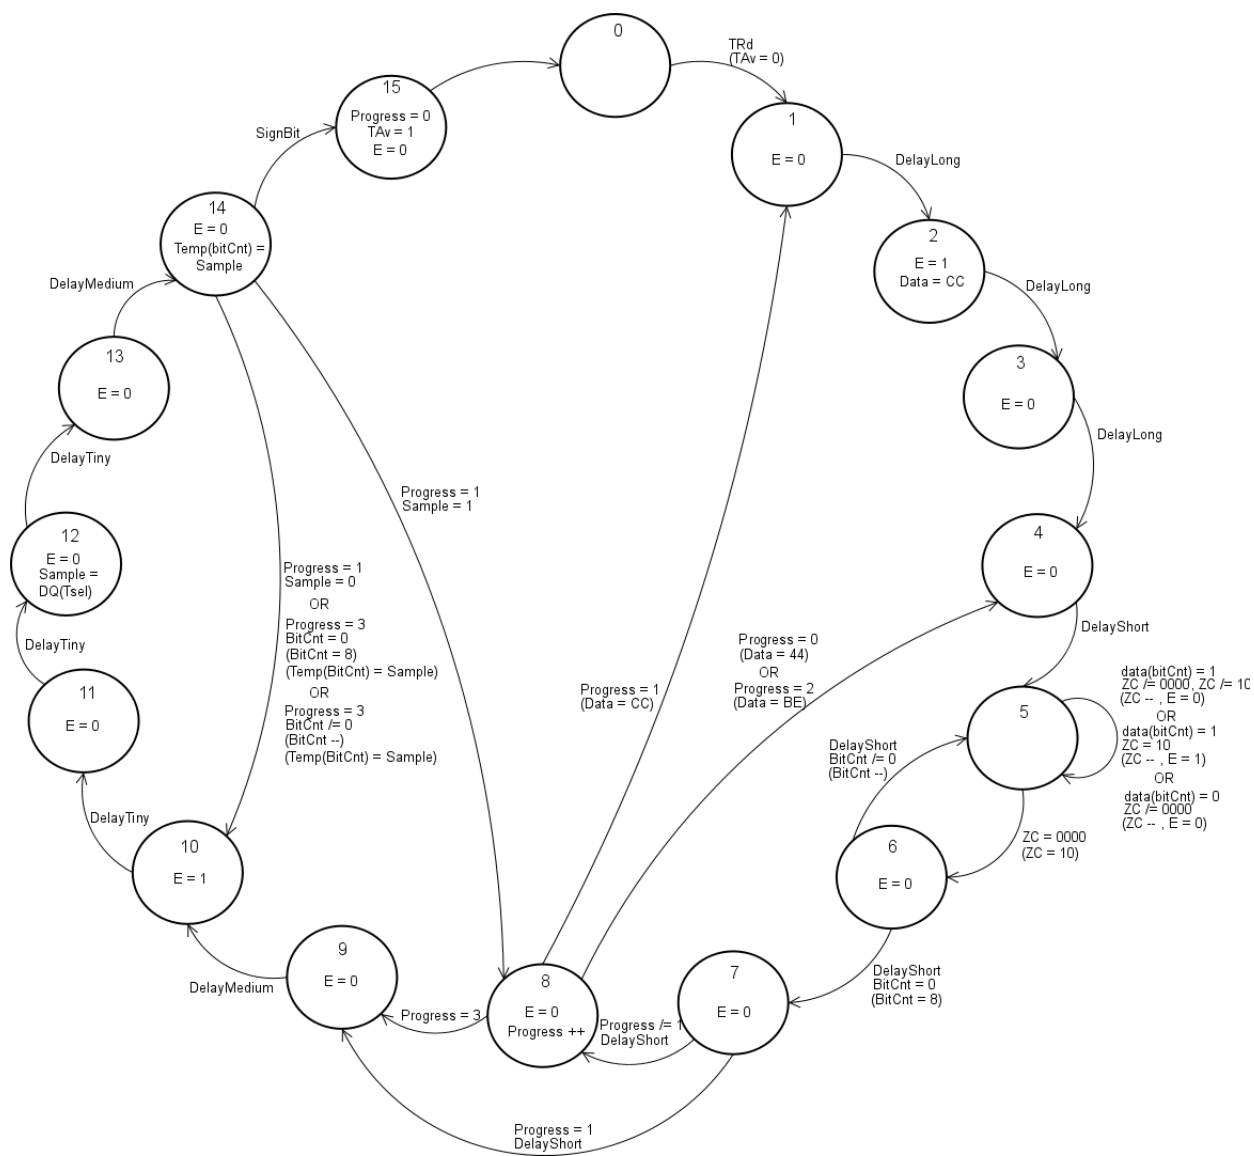 0
TRd
(TAv = 0)
1
E = 0
DelayLong
2
E = 1
Data = CC
DelayLong
3
E = 0
DelayLong
4
E = 0
DelayShort
5
data(bitCnt) = 1
ZC /= 0000, ZC /= 10
(ZC -- , E = 0)
OR
data(bitCnt) = 1
ZC = 10
(ZC -- , E = 1)
OR
data(bitCnt) = 0
ZC /= 0000
(ZC -- , E = 0)
ZC = 0000
(ZC = 10)
6
E = 0
DelayShort
BitCnt /= 0
(BitCnt --)
DelayShort
BitCnt = 0
(BitCnt = 8)
7
E = 0
Progress /= 1
DelayShort
Progress = 1
DelayShort
8
E = 0
Progress ++
Progress = 1
(Data = CC)
Progress = 0
(Data = 44)
OR
Progress = 2
(Data = BE)
Progress = 3
9
E = 0
DelayMedium
10
E = 1
DelayTiny
11
E = 0
DelayTiny
12
E = 0
Sample =
DQ(Tsel)
DelayTiny
13
E = 0
DelayMedium
14
E = 0
Temp(bitCnt) =
Sample
Progress = 1
Sample = 1
Progress = 1
Sample = 0
OR
Progress = 3
BitCnt = 0
(BitCnt = 8)
(Temp(BitCnt) = Sample)
OR
Progress = 3
BitCnt /= 0
(BitCnt --)
(Temp(BitCnt) = Sample)
SignBit
15
Progress = 0
TAv = 1
E = 0